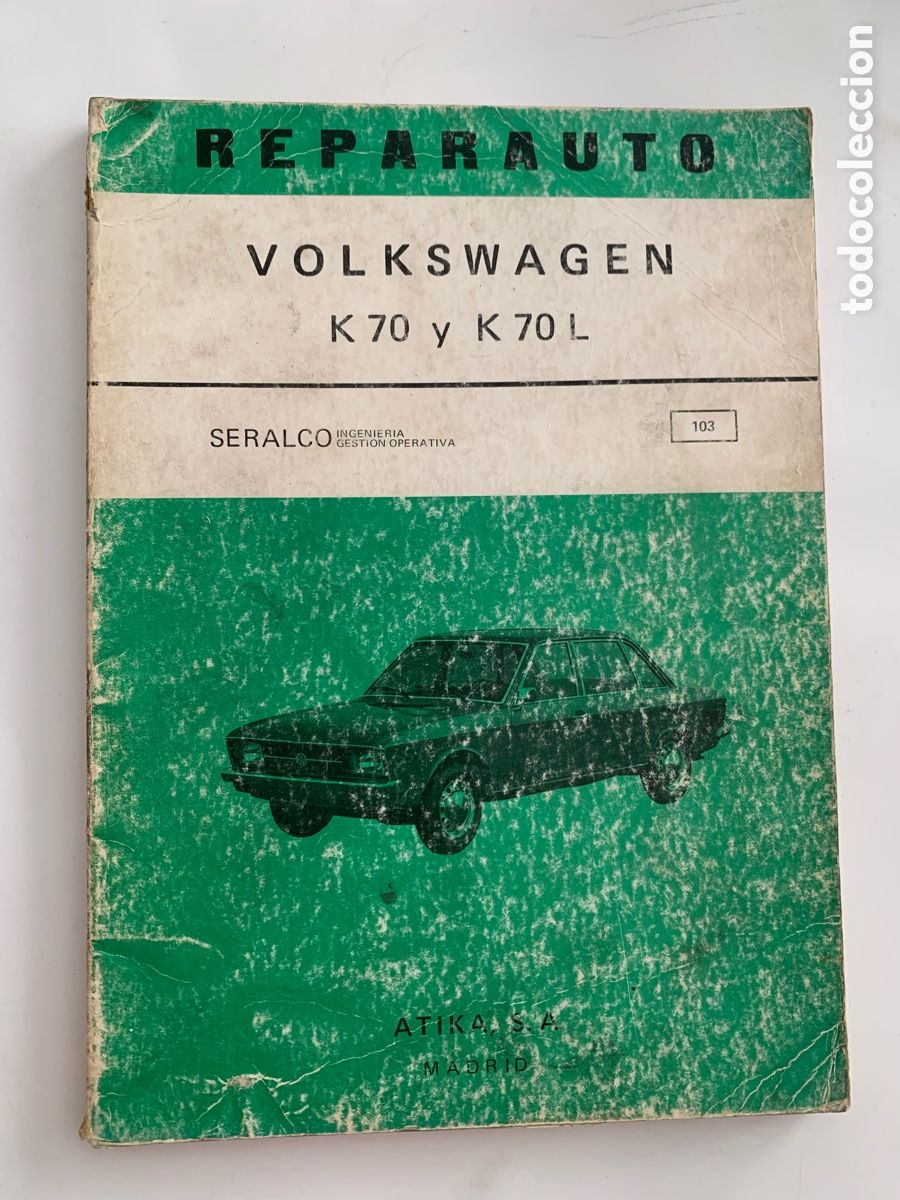 REPARAUTO
VOLKSWAGEN
K 70 y K 70 L
SERALCO INGENIERIA
GESTION OPERATIVA
103
ATIKA, S. A.
MADRID
todocoleccion